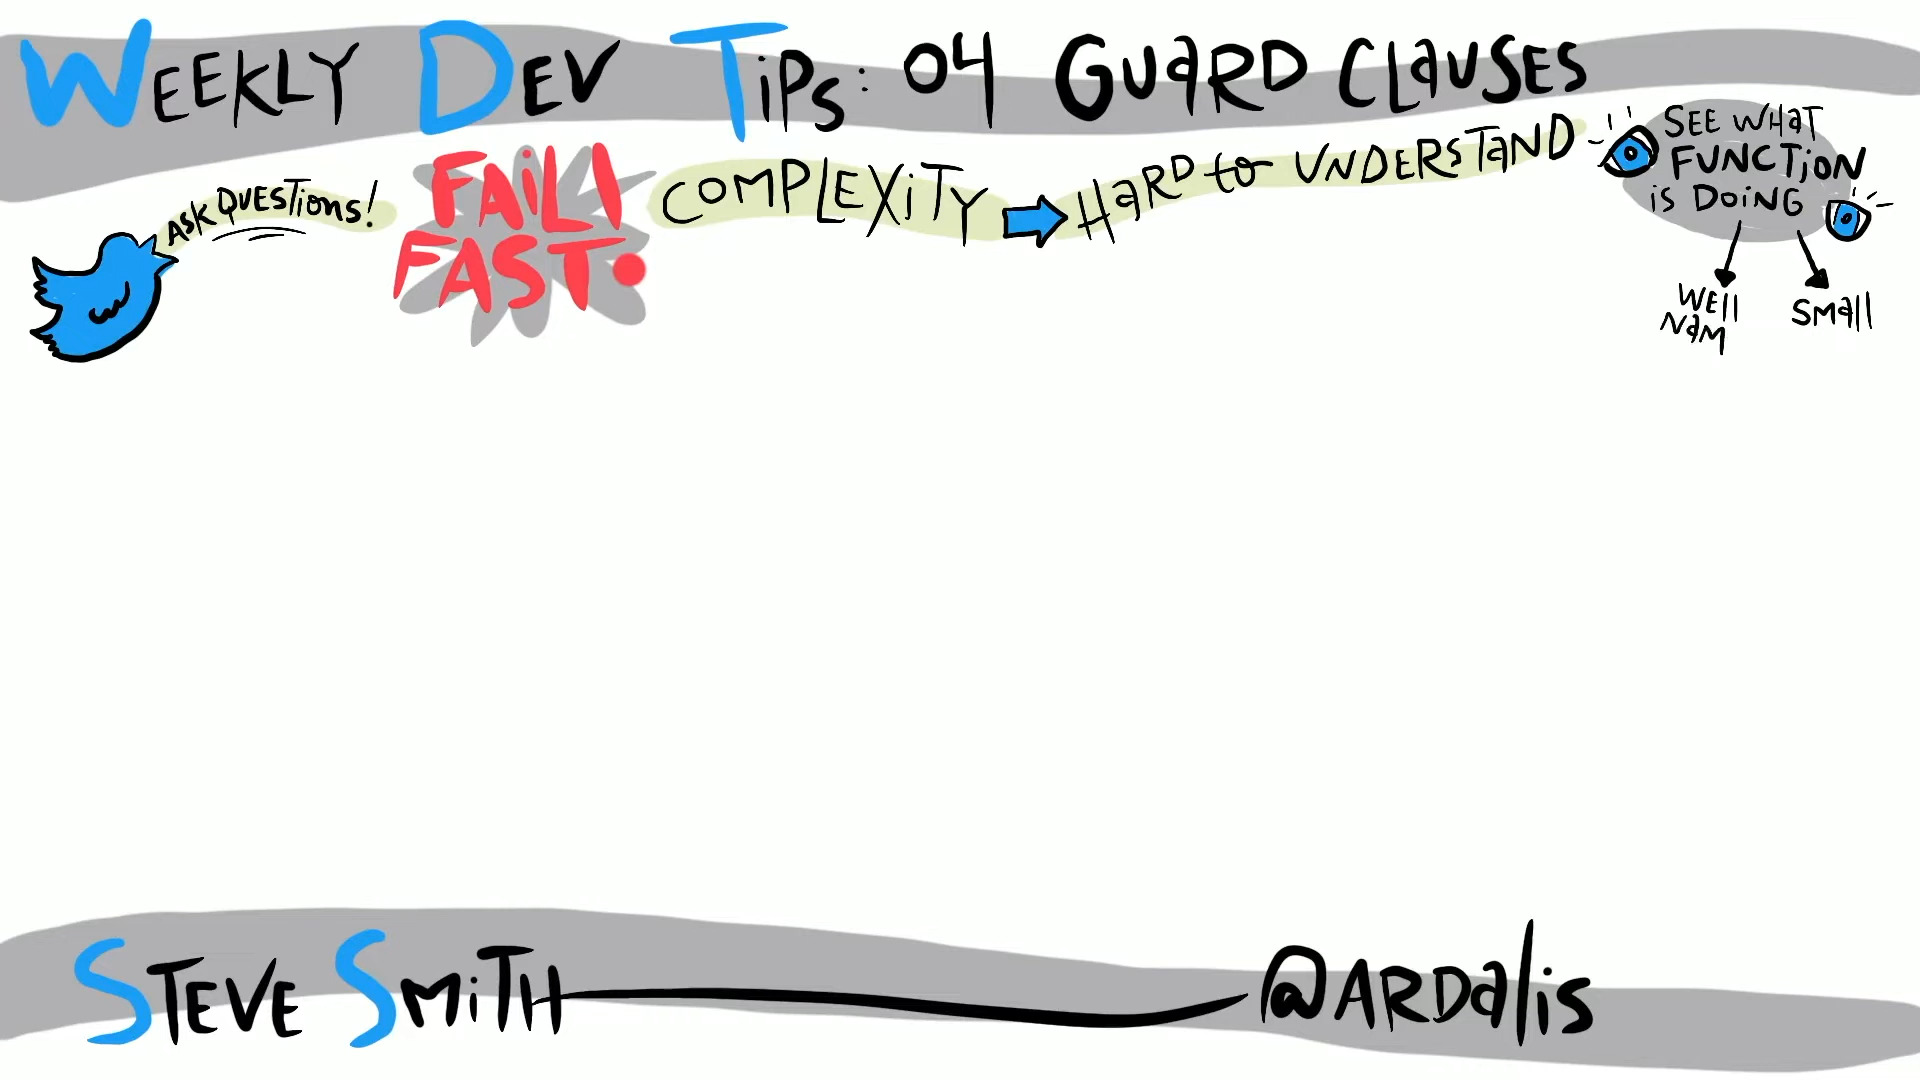 WEEKLY DEV TiPS: 04 GUaRD CLaUSES
ASK QUESTionS!
FAiL!
FAST.
COMPLEXiTY
HaRD to UNDERSTaND
SEE WHaT
FUNCTiON
iS DOiNG
WEll
NaM
SMall
STEVE SMiTH
@ARDalis